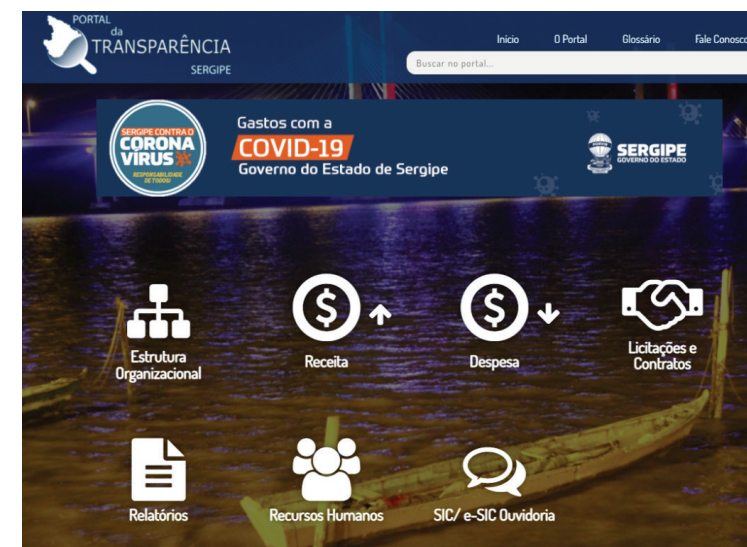 PORTAL
da
TRANSPARÊNCIA
SERGIPE
Início O Portal Glossário Fale Conosco
Buscar no portal...
SERGIPE CONTRA O
CORONA
VÍRUS
RESPONSABILIDADE
DE TODOS!
Gastos com a
COVID-19
Governo do Estado de Sergipe
SERGIPE
GOVERNO DO ESTADO
Estrutura
Organizacional
Receita
Despesa
Licitações e
Contratos
Relatórios
Recursos Humanos
SIC/ e-SIC Ouvidoria